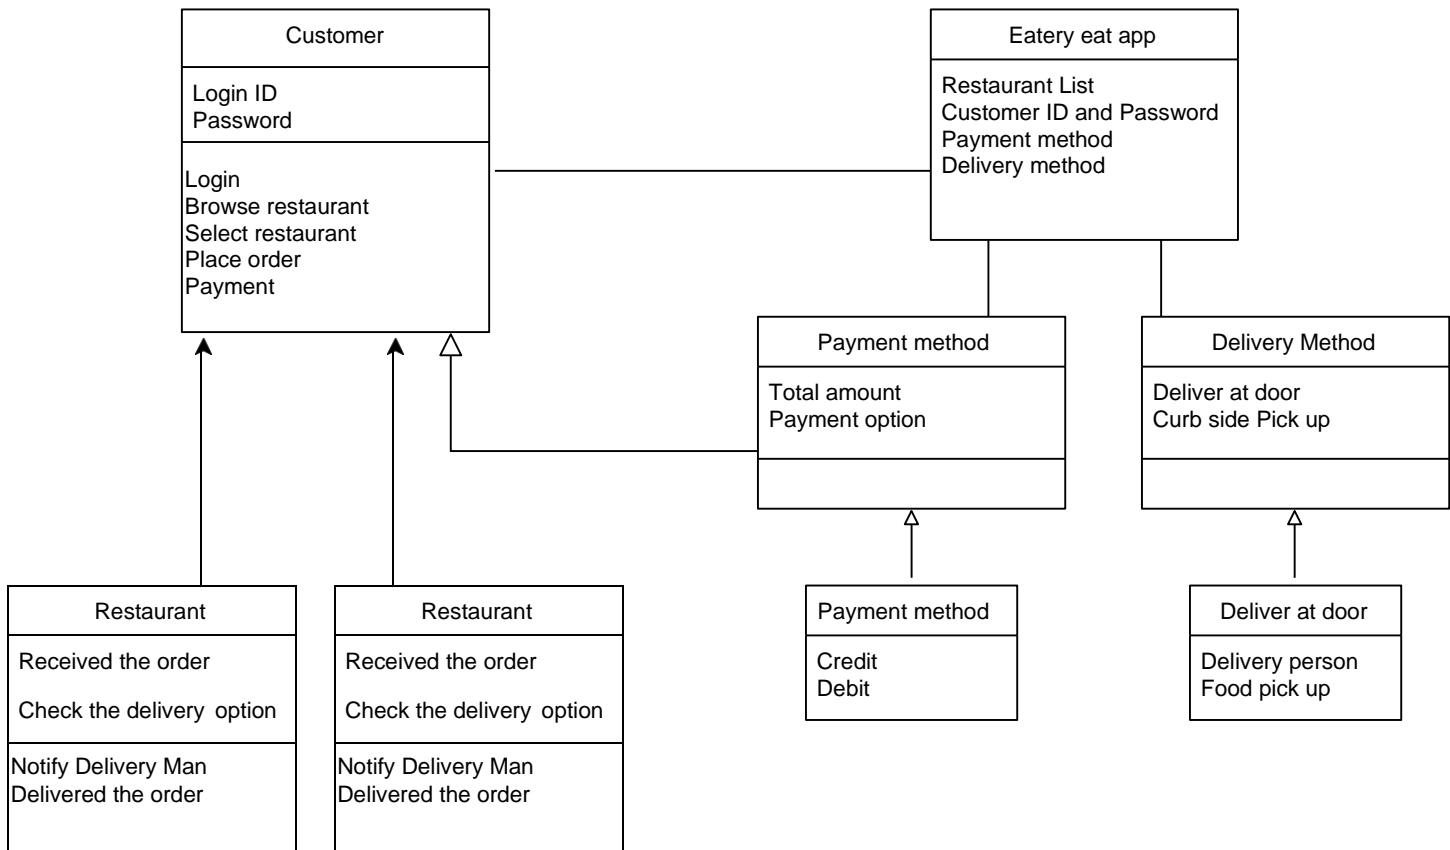 Customer
Login ID
Password
Login
Browse restaurant
Select restaurant
Place order
Payment
Eatery eat app
Restaurant List
Customer ID and Password
Payment method
Delivery method
Payment method
Total amount
Payment option
Delivery Method
Deliver at door
Curb side Pick up
Restaurant
Received the order
Check the delivery option
Notify Delivery Man
Delivered the order
Restaurant
Received the order
Check the delivery option
Notify Delivery Man
Delivered the order
Payment method
Credit
Debit
Deliver at door
Delivery person
Food pick up